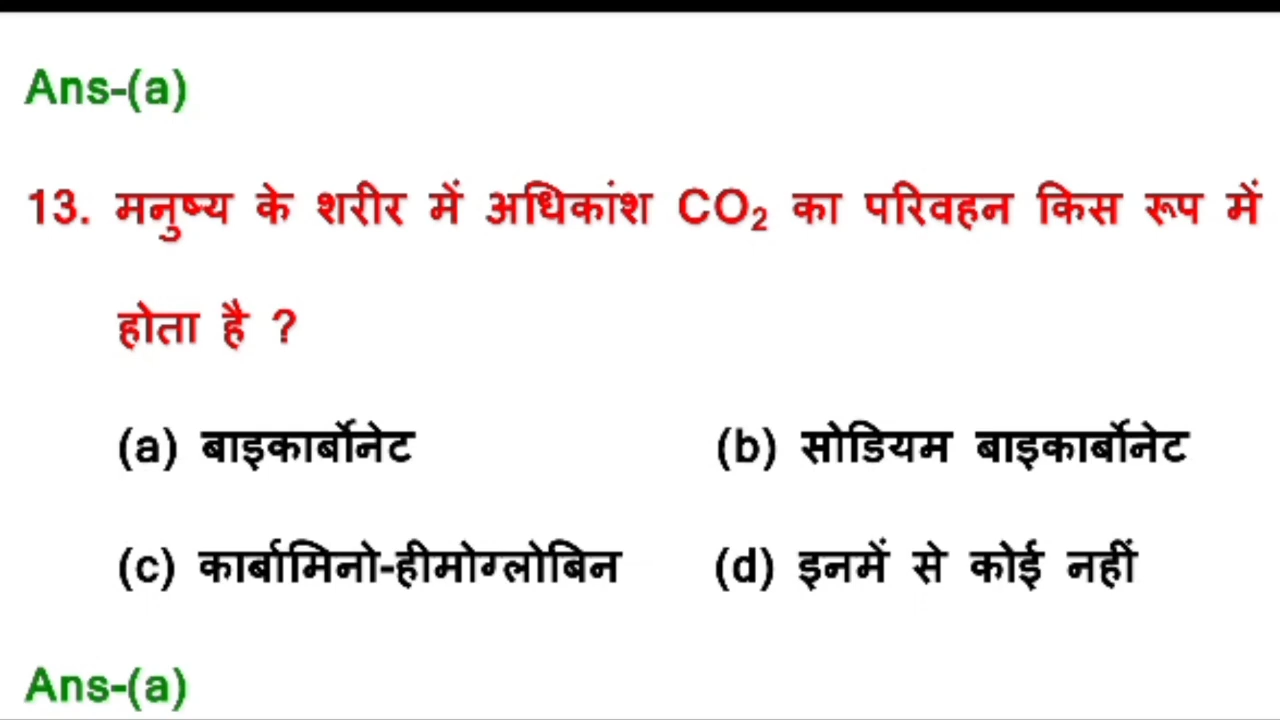 Ans-(a)
13. मनुष्य के शरीर में अधिकांश CO₂ का परिवहन किस रूप में
होता है ?
(a) बाइकार्बोनेट (b) सोडियम बाइकार्बोनेट
(c) कार्बामिनो-हीमोग्लोबिन (d) इनमें से कोई नहीं
Ans-(a)